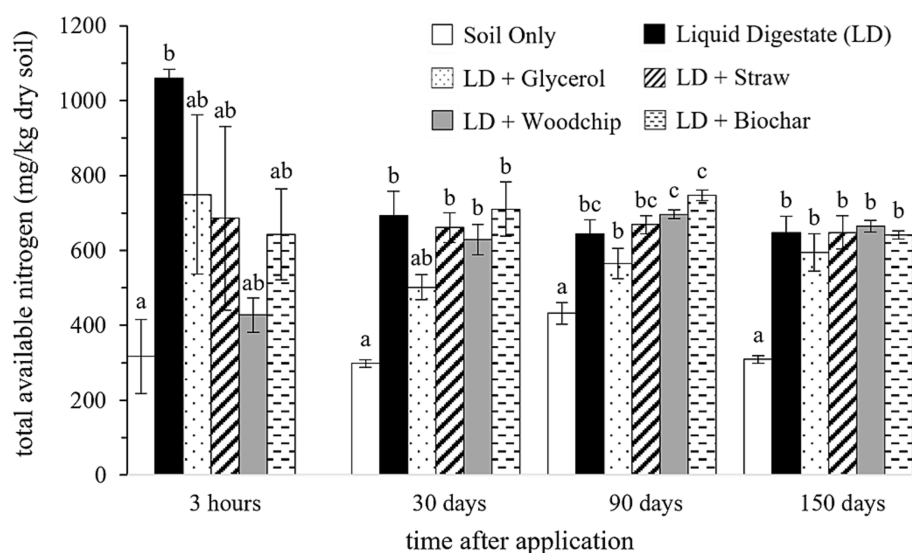 total available nitrogen (mg/kg dry soil)
1200
1000
800
600
400
200
0
Soil Only
Liquid Digestate (LD)
LD + Glycerol
LD + Straw
LD + Woodchip
LD + Biochar
a b ab ab ab ab
a b ab b b b
a bc b bc c c
a b b b b b
3 hours 30 days 90 days 150 days
time after application